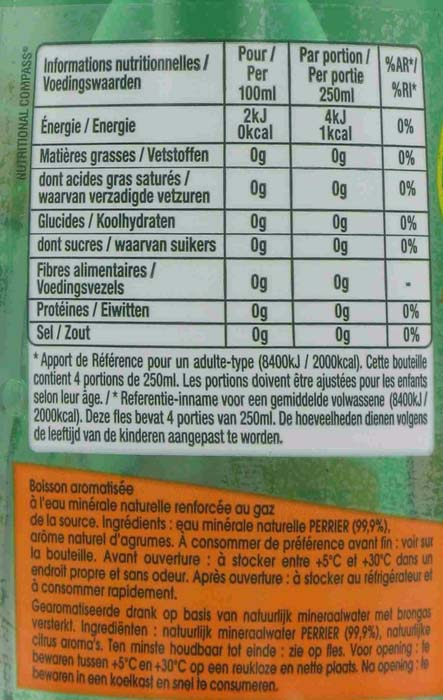 NUTRITIONAL COMPASS®
Informations nutritionnelles / Voedingswaarden | Pour / Per 100ml | Par portion / Per portie 250ml | %AR*/ %RI*
Énergie / Energie | 2kJ 0kcal | 4kJ 1kcal | 0%
Matières grasses / Vetstoffen | 0g | 0g | 0%
dont acides gras saturés / waarvan verzadigde vetzuren | 0g | 0g | 0%
Glucides / Koolhydraten | 0g | 0g | 0%
dont sucres / waarvan suikers | 0g | 0g | 0%
Fibres alimentaires / Voedingsvezels | 0g | 0g | -
Protéines / Eiwitten | 0g | 0g | 0%
Sel / Zout | 0g | 0g | 0%
* Apport de Référence pour un adulte-type (8400kJ / 2000kcal). Cette bouteille
contient 4 portions de 250ml. Les portions doivent être ajustées pour les enfants
selon leur âge. / * Referentie-inname voor een gemiddelde volwassene (8400kJ /
2000kcal). Deze fles bevat 4 porties van 250ml. De hoeveelheden dienen volgens
de leeftijd van de kinderen aangepast te worden.
Boisson aromatisée
à l'eau minérale naturelle renforcée au gaz
de la source. Ingrédients : eau minérale naturelle PERRIER (99,9%),
arôme naturel d'agrumes. À consommer de préférence avant fin : voir sur
la bouteille. Avant ouverture : à stocker entre +5°C et +30°C dans un
endroit propre et sans odeur. Après ouverture : à stocker au réfrigérateur et
à consommer rapidement.
Gearomatiseerde drank op basis van natuurlijk mineraalwater met brongas
versterkt. Ingrediënten : natuurlijk mineraalwater PERRIER (99,9%), natuurlijke
citrus aroma's. Ten minste houdbaar tot einde : zie op fles. Voor opening : te
bewaren tussen +5°C en +30°C op een reukloze en nette plaats. Na opening : te
bewaren in een koelkast en snel te consumeren.